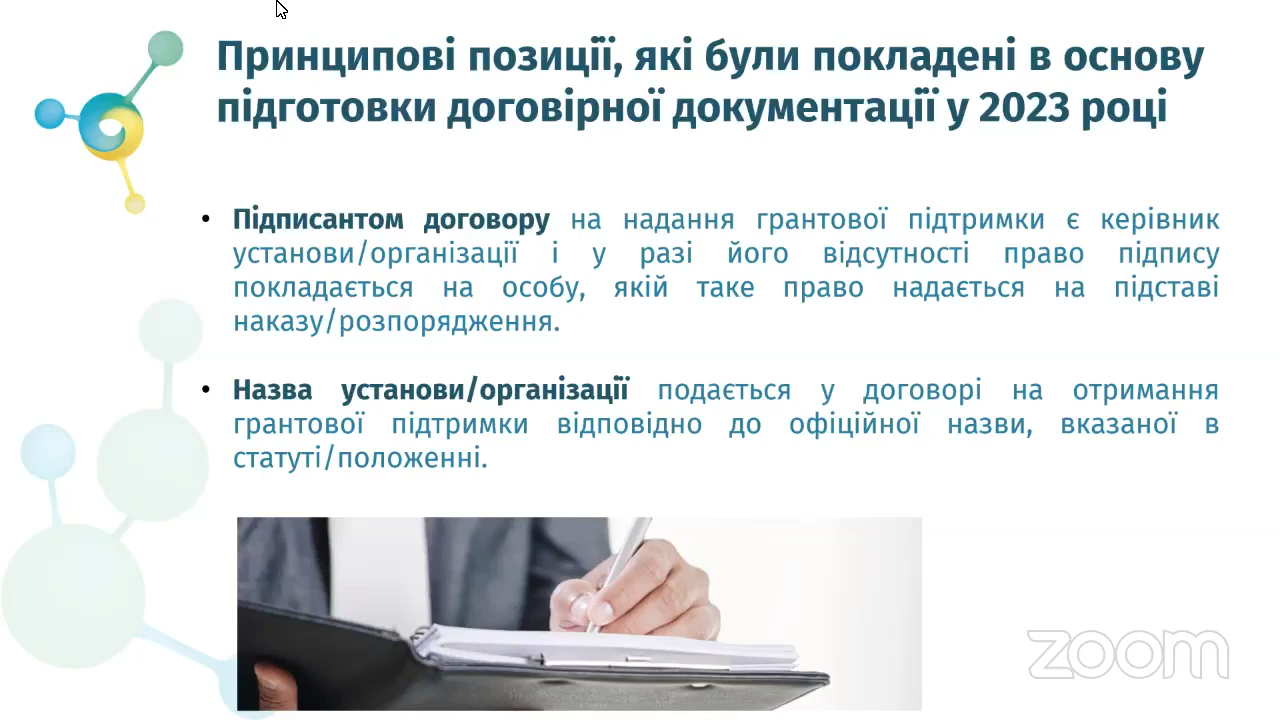 Принципові позиції, які були покладені в основу
підготовки договірної документації у 2023 році
• Підписантом договору на надання грантової підтримки є керівник
установи/організації і у разі його відсутності право підпису
покладається на особу, якій таке право надається на підставі
наказу/розпорядження.
• Назва установи/організації подається у договорі на отримання
грантової підтримки відповідно до офіційної назви, вказаної в
статуті/положенні.
zoom